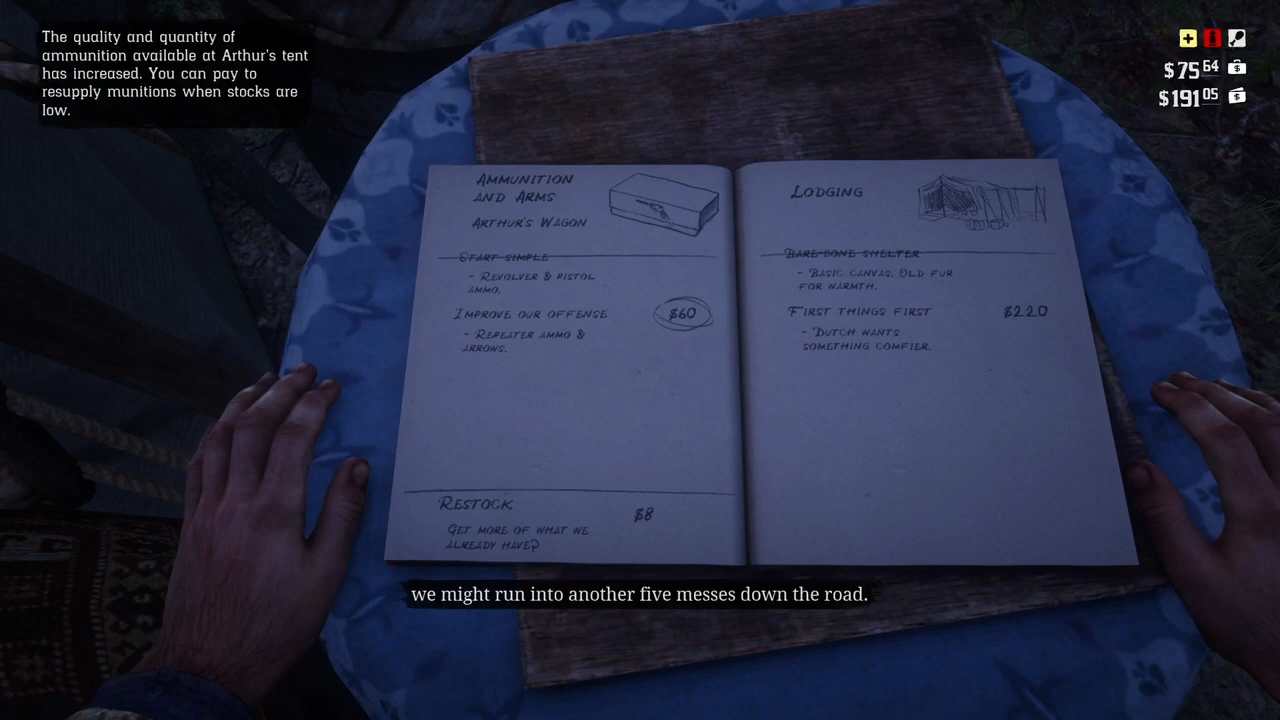 The quality and quantity of
ammunition available at Arthur's tent
has increased. You can pay to
resupply munitions when stocks are
low.
$75 64
$191 05
AMMUNITION
AND ARMS
ARTHUR'S WAGON
START SIMPLE
- REVOLVER & PISTOL
AMMO.
IMPROVE OUR OFFENSE $60
- REPEATER AMMO &
ARROWS.
RESTOCK $8
GET MORE OF WHAT WE
ALREADY HAVE?
LODGING
BARE-BONE SHELTER
- BASIC CANVAS. OLD FUR
FOR WARMTH.
FIRST THINGS FIRST $220
- DUTCH WANTS
SOMETHING COMFIER.
we might run into another five messes down the road.